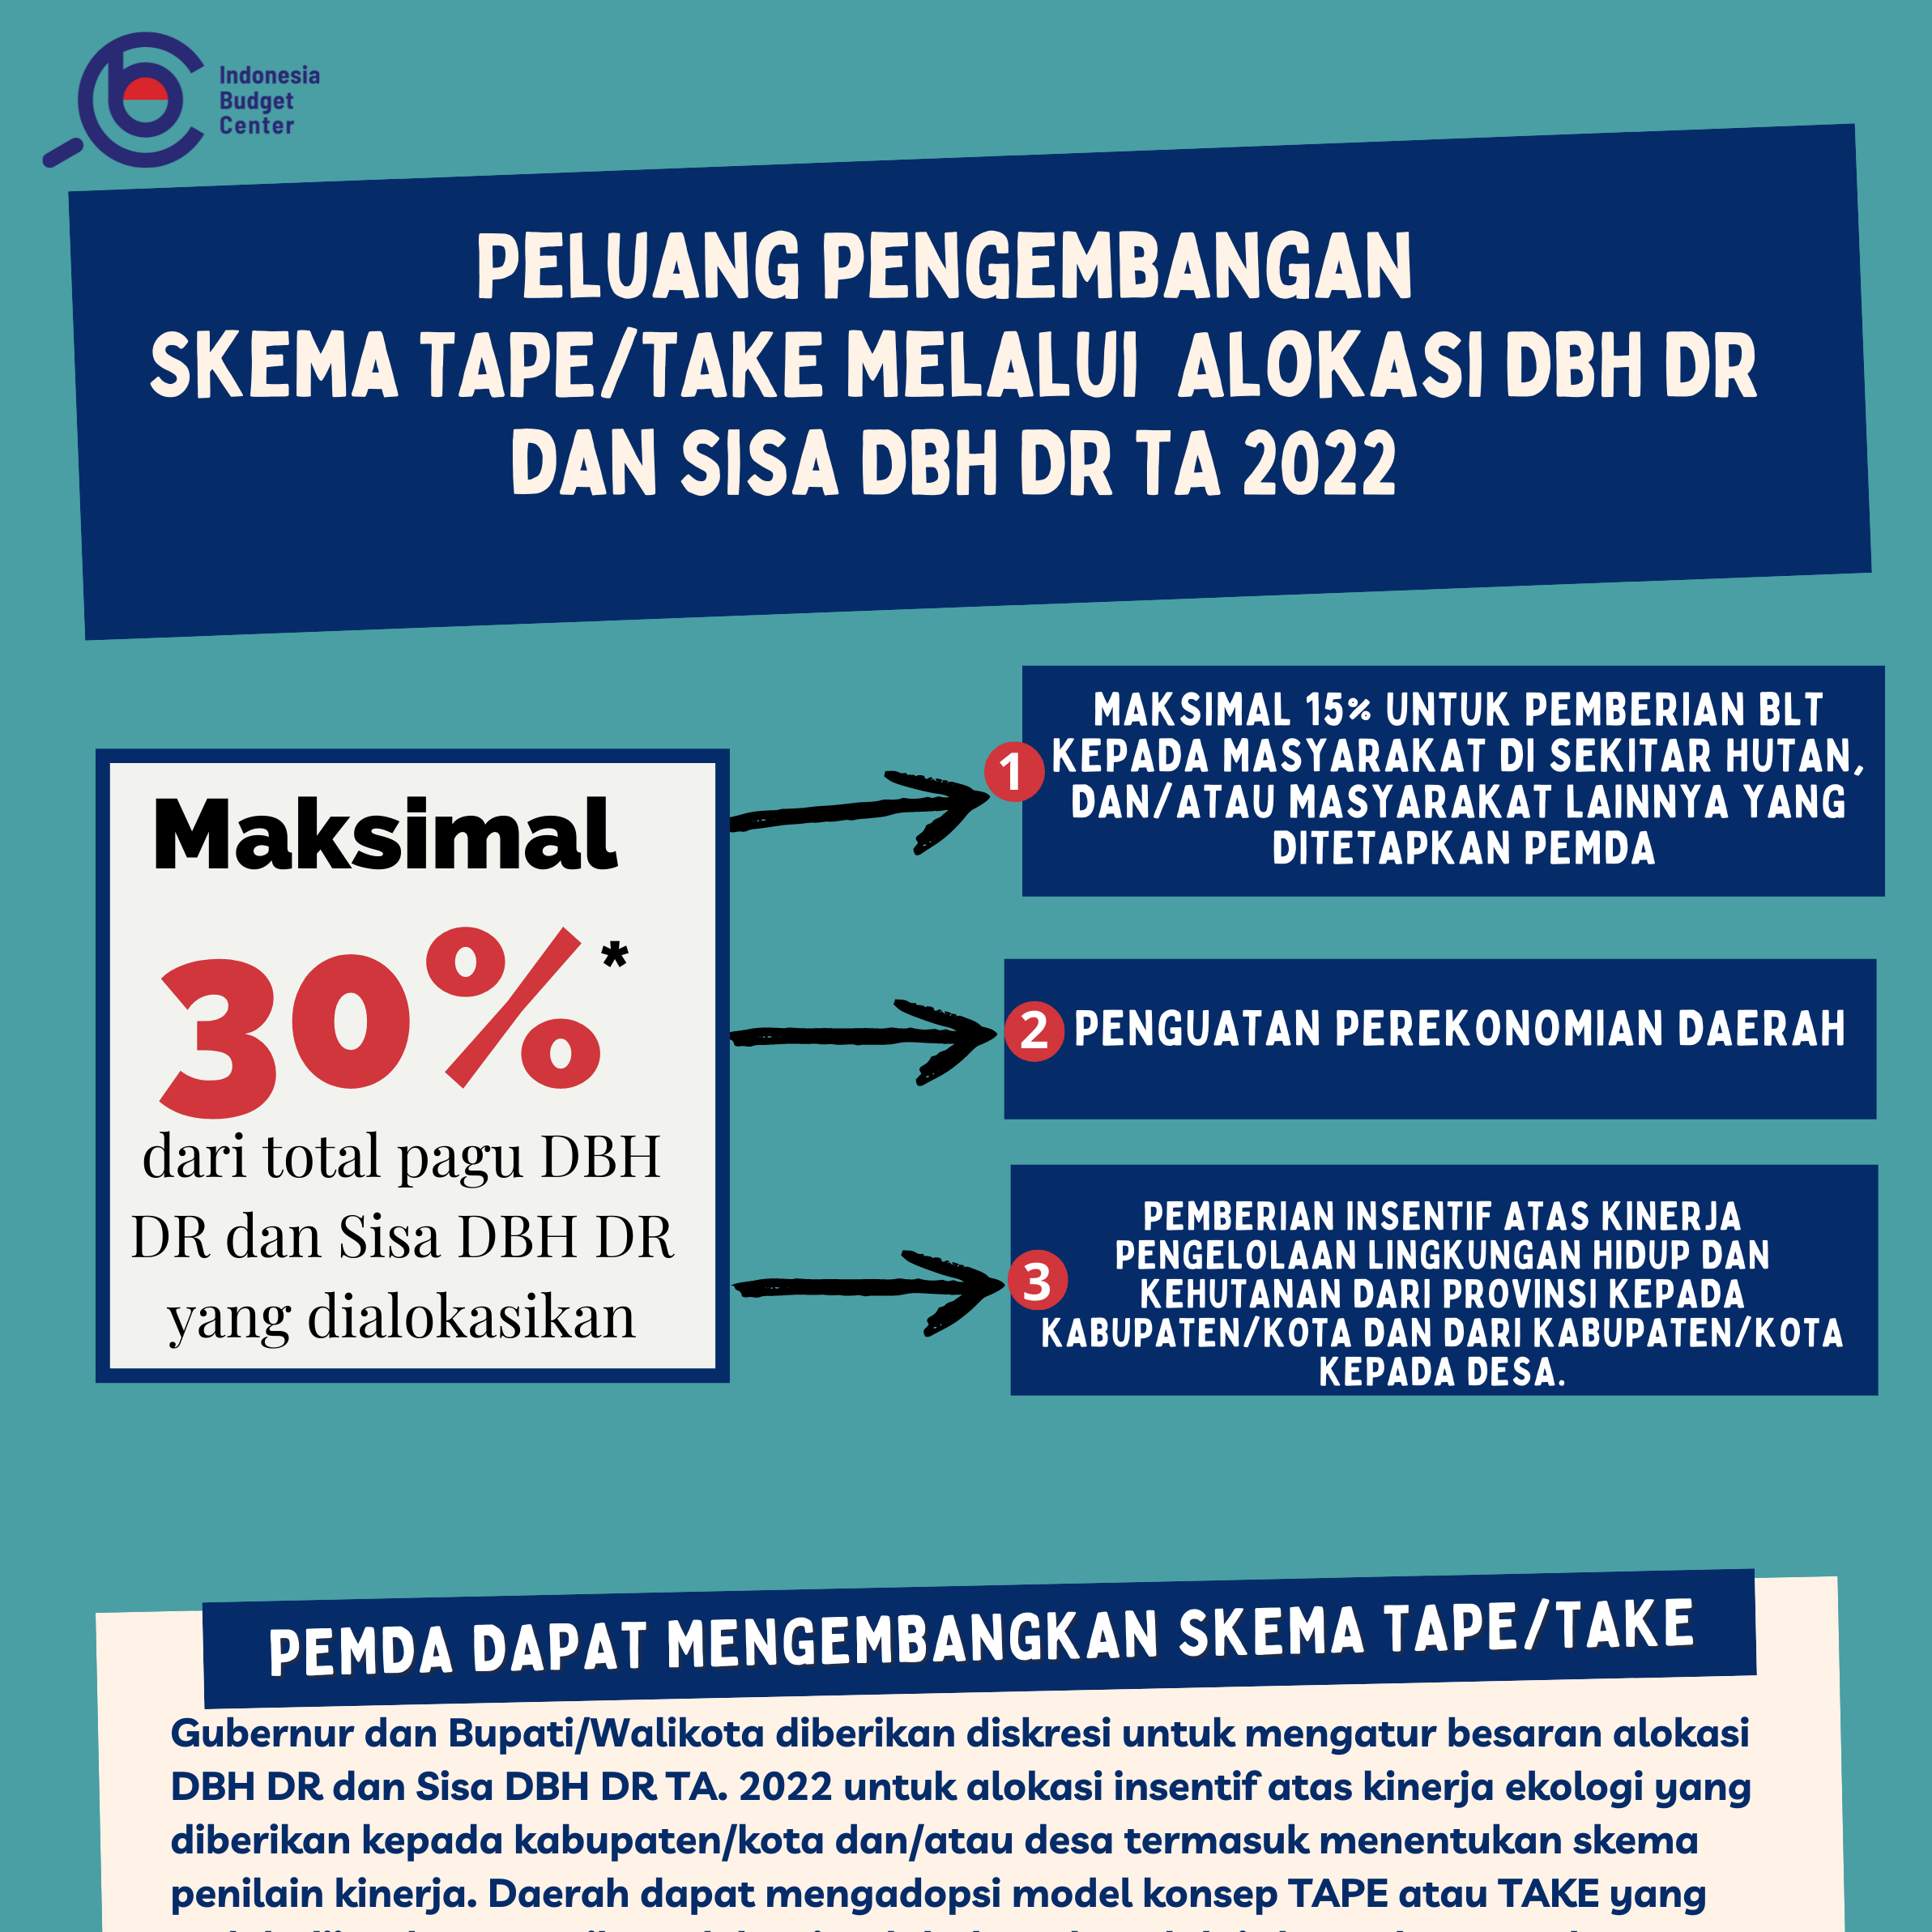 Indonesia
Budget
Center
PELUANG PENGEMBANGAN
SKEMA TAPE/TAKE MELALUI ALOKASI DBH DR
DAN SISA DBH DR TA 2022
Maksimal
30%*
dari total pagu DBH
DR dan Sisa DBH DR
yang dialokasikan
1
MAKSIMAL 15% UNTUK PEMBERIAN BLT
KEPADA MASYARAKAT DI SEKITAR HUTAN,
DAN/ATAU MASYARAKAT LAINNYA YANG
DITETAPKAN PEMDA
2
PENGUATAN PEREKONOMIAN DAERAH
3
PEMBERIAN INSENTIF ATAS KINERJA
PENGELOLAAN LINGKUNGAN HIDUP DAN
KEHUTANAN DARI PROVINSI KEPADA
KABUPATEN/KOTA DAN DARI KABUPATEN/KOTA
KEPADA DESA.
PEMDA DAPAT MENGEMBANGKAN SKEMA TAPE/TAKE
Gubernur dan Bupati/Walikota diberikan diskresi untuk mengatur besaran alokasi
DBH DR dan Sisa DBH DR TA. 2022 untuk alokasi insentif atas kinerja ekologi yang
diberikan kepada kabupaten/kota dan/atau desa termasuk menentukan skema
penilain kinerja. Daerah dapat mengadopsi model konsep TAPE atau TAKE yang